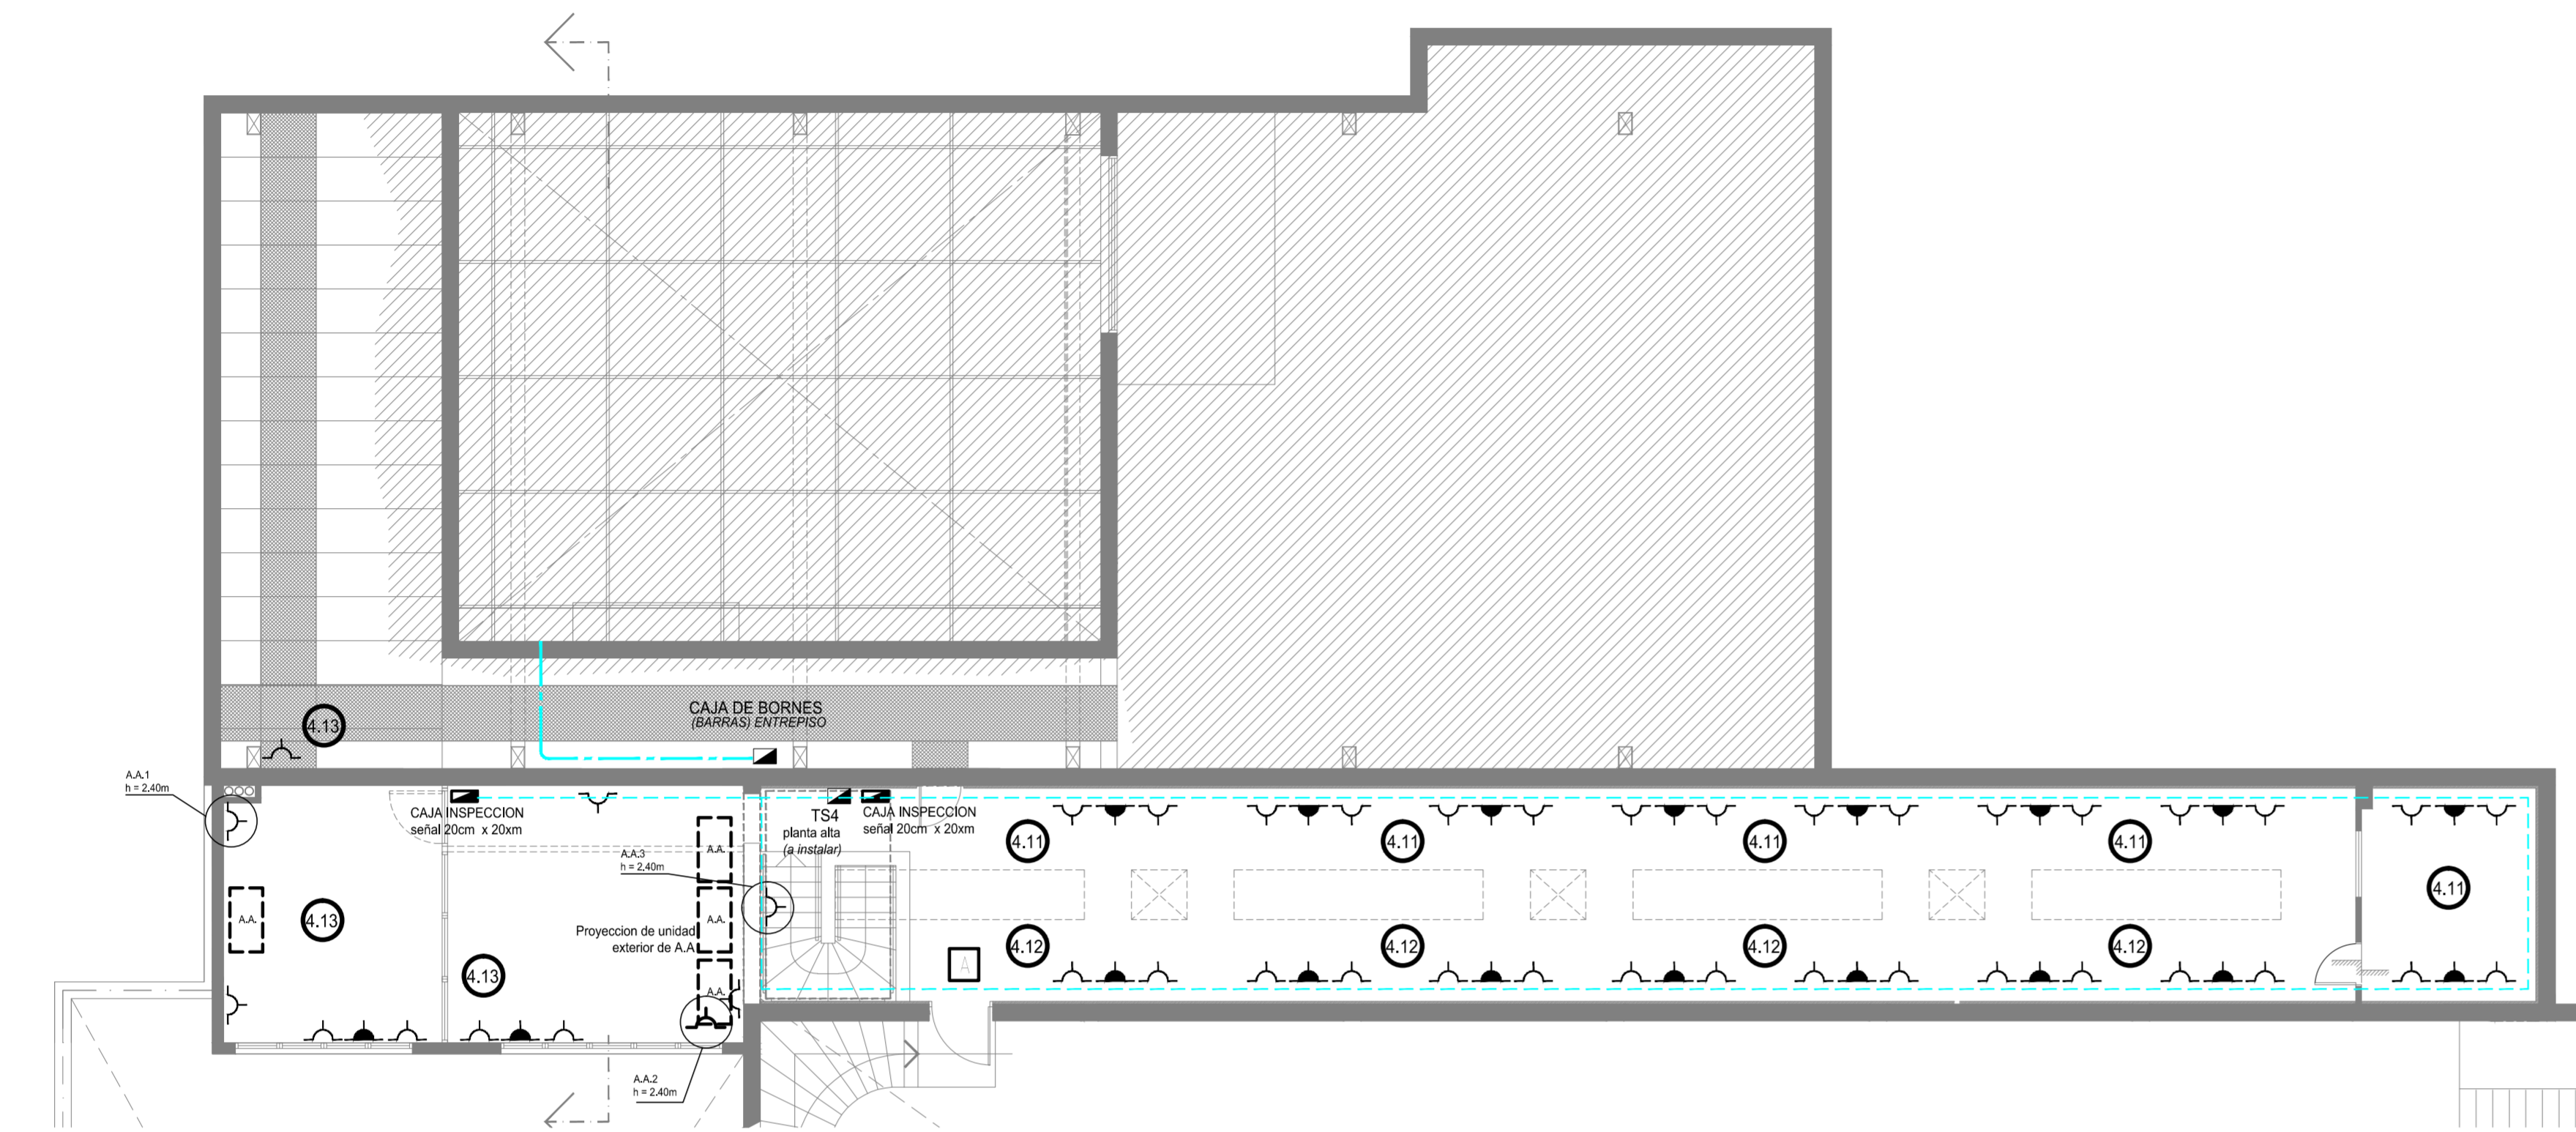 CAJA DE BORNES
(BARRAS) ENTREPISO
4.13
A.A.1
h = 2.40m
CAJA INSPECCION
señal 20cm x 20xm
TS4
planta alta
(a instalar)
CAJA INSPECCION
señal 20cm x 20xm
A.A.3
h = 2.40m
4.11
4.11
4.11
4.11
4.11
A.A.
A.A.
A.A.
A.A.
4.13
Proyeccion de unidad
exterior de A.A
4.13
A
4.12
4.12
4.12
4.12
A.A.2
h = 2.40m